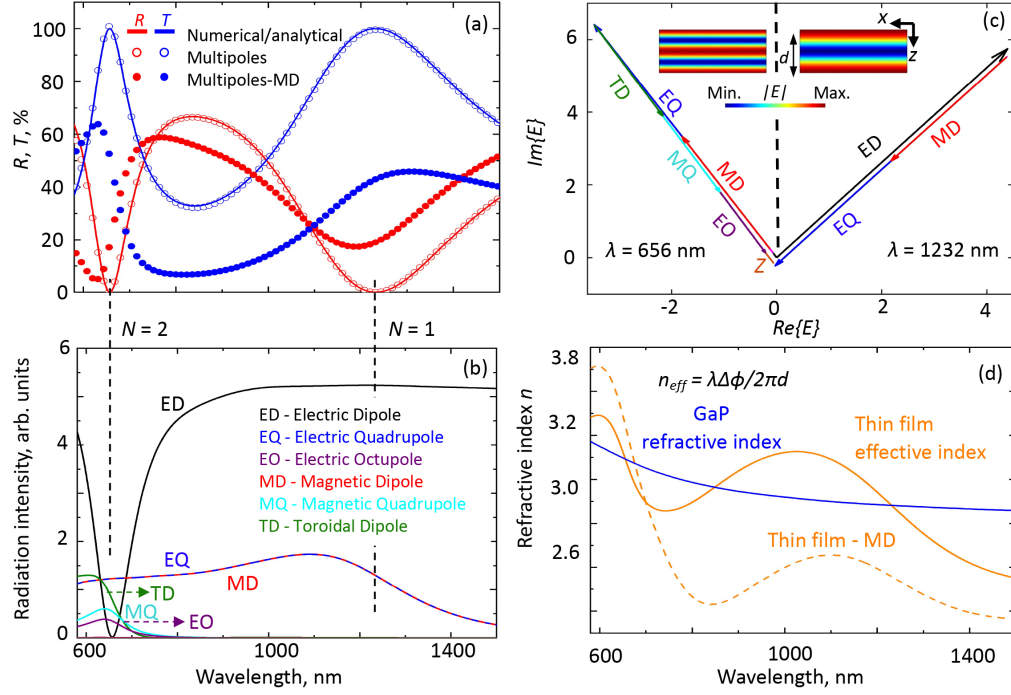 (a)
R T
Numerical/analytical
Multipoles
Multipoles-MD
R, T, %
100
80
60
40
20
0
N = 2
N = 1
(b)
Radiation intensity, arb. units
6
4
2
0
ED
ED - Electric Dipole
EQ - Electric Quadrupole
EO - Electric Octupole
MD - Magnetic Dipole
MQ - Magnetic Quadrupole
TD - Toroidal Dipole
EQ
MD
TD
MQ
EO
600 1000 1400
Wavelength, nm
(c)
Im{E}
6
4
2
0
x
z
d
Min. |E| Max.
TD
EQ
MQ
MD
EO
ED
MD
EQ
Z
λ = 656 nm
λ = 1232 nm
-2 0 2 4
Re{E}
(d)
Refractive index n
3.8
3.2
3.0
2.6
n_eff = λΔϕ/2πd
GaP
refractive index
Thin film
effective index
Thin film - MD
600 1000 1400
Wavelength, nm